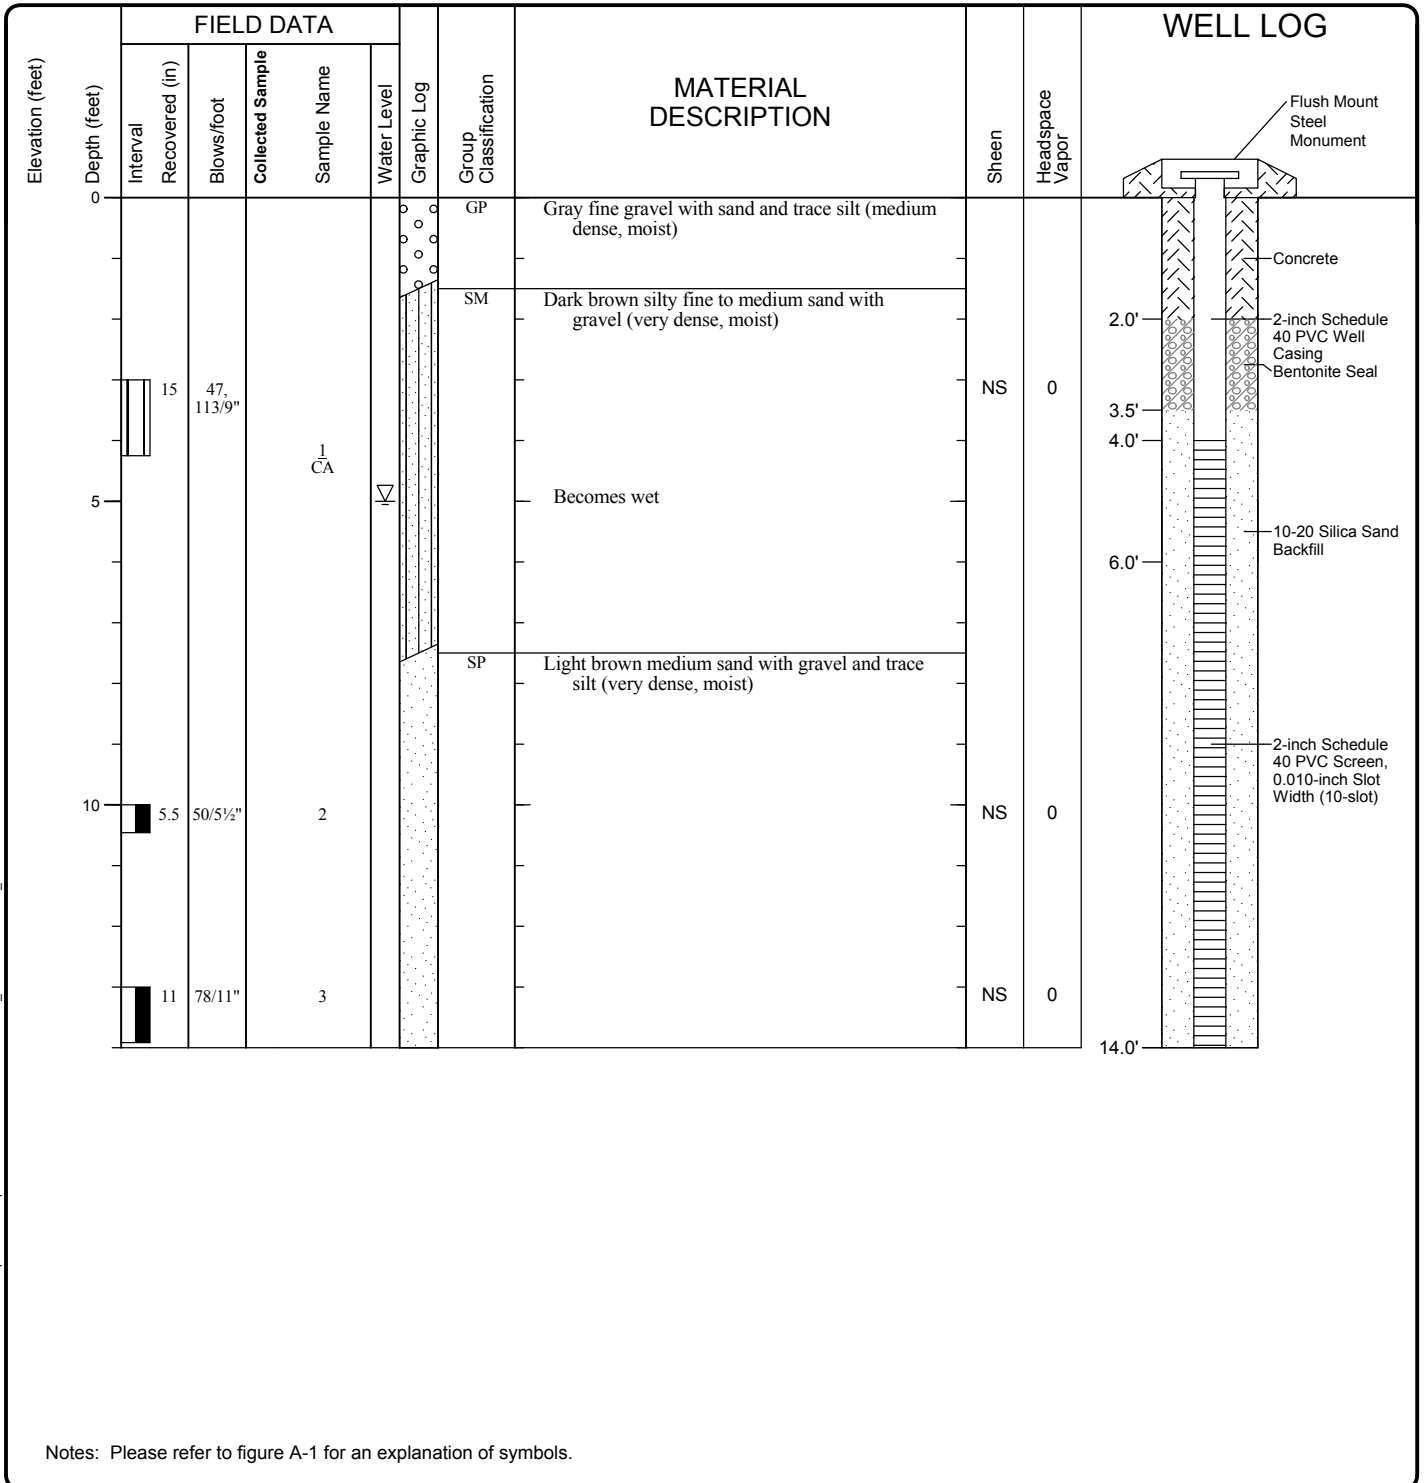 FIELD DATA
WELL LOG
Elevation (feet)
Depth (feet)
Interval
Recovered (in)
Blows/foot
Collected Sample
Sample Name
Water Level
Graphic Log
Group
Classification
MATERIAL
DESCRIPTION
Sheen
Headspace
Vapor
Flush Mount
Steel
Monument
0
GP
Gray fine gravel with sand and trace silt (medium
dense, moist)
Concrete
SM
Dark brown silty fine to medium sand with
gravel (very dense, moist)
2.0'
2-inch Schedule
40 PVC Well
Casing
Bentonite Seal
15
47,
113/9"
NS
0
3.5'
4.0'
1
CA
5
Becomes wet
10-20 Silica Sand
Backfill
6.0'
SP
Light brown medium sand with gravel and trace
silt (very dense, moist)
2-inch Schedule
40 PVC Screen,
0.010-inch Slot
Width (10-slot)
10
5.5
50/5½"
2
NS
0
11
78/11"
3
NS
0
14.0'
Notes: Please refer to figure A-1 for an explanation of symbols.